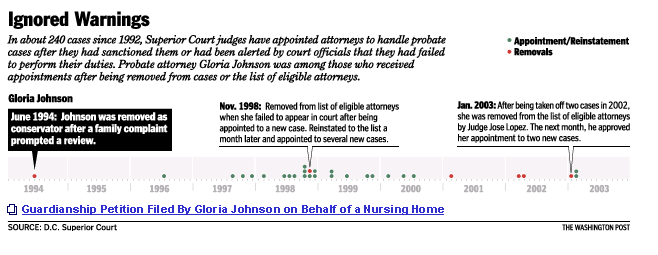 Ignored Warnings
In about 240 cases since 1992, Superior Court judges have appointed attorneys to handle probate
cases after they had sanctioned them or had been alerted by court officials that they had failed
to perform their duties. Probate attorney Gloria Johnson was among those who received
appointments after being removed from cases or the list of eligible attorneys.
Appointment/Reinstatement
Removals
Gloria Johnson
June 1994: Johnson was removed as
conservator after a family complaint
prompted a review.
Nov. 1998: Removed from list of eligible attorneys
when she failed to appear in court after being
appointed to a new case. Reinstated to the list a
month later and appointed to several new cases.
Jan. 2003: After being taken off two cases in 2002,
she was removed from the list of eligible attorneys
by Judge Jose Lopez. The next month, he approved
her appointment to two new cases.
1994 1995 1996 1997 1998 1999 2000 2001 2002 2003
Guardianship Petition Filed By Gloria Johnson on Behalf of a Nursing Home
SOURCE: D.C. Superior Court
THE WASHINGTON POST